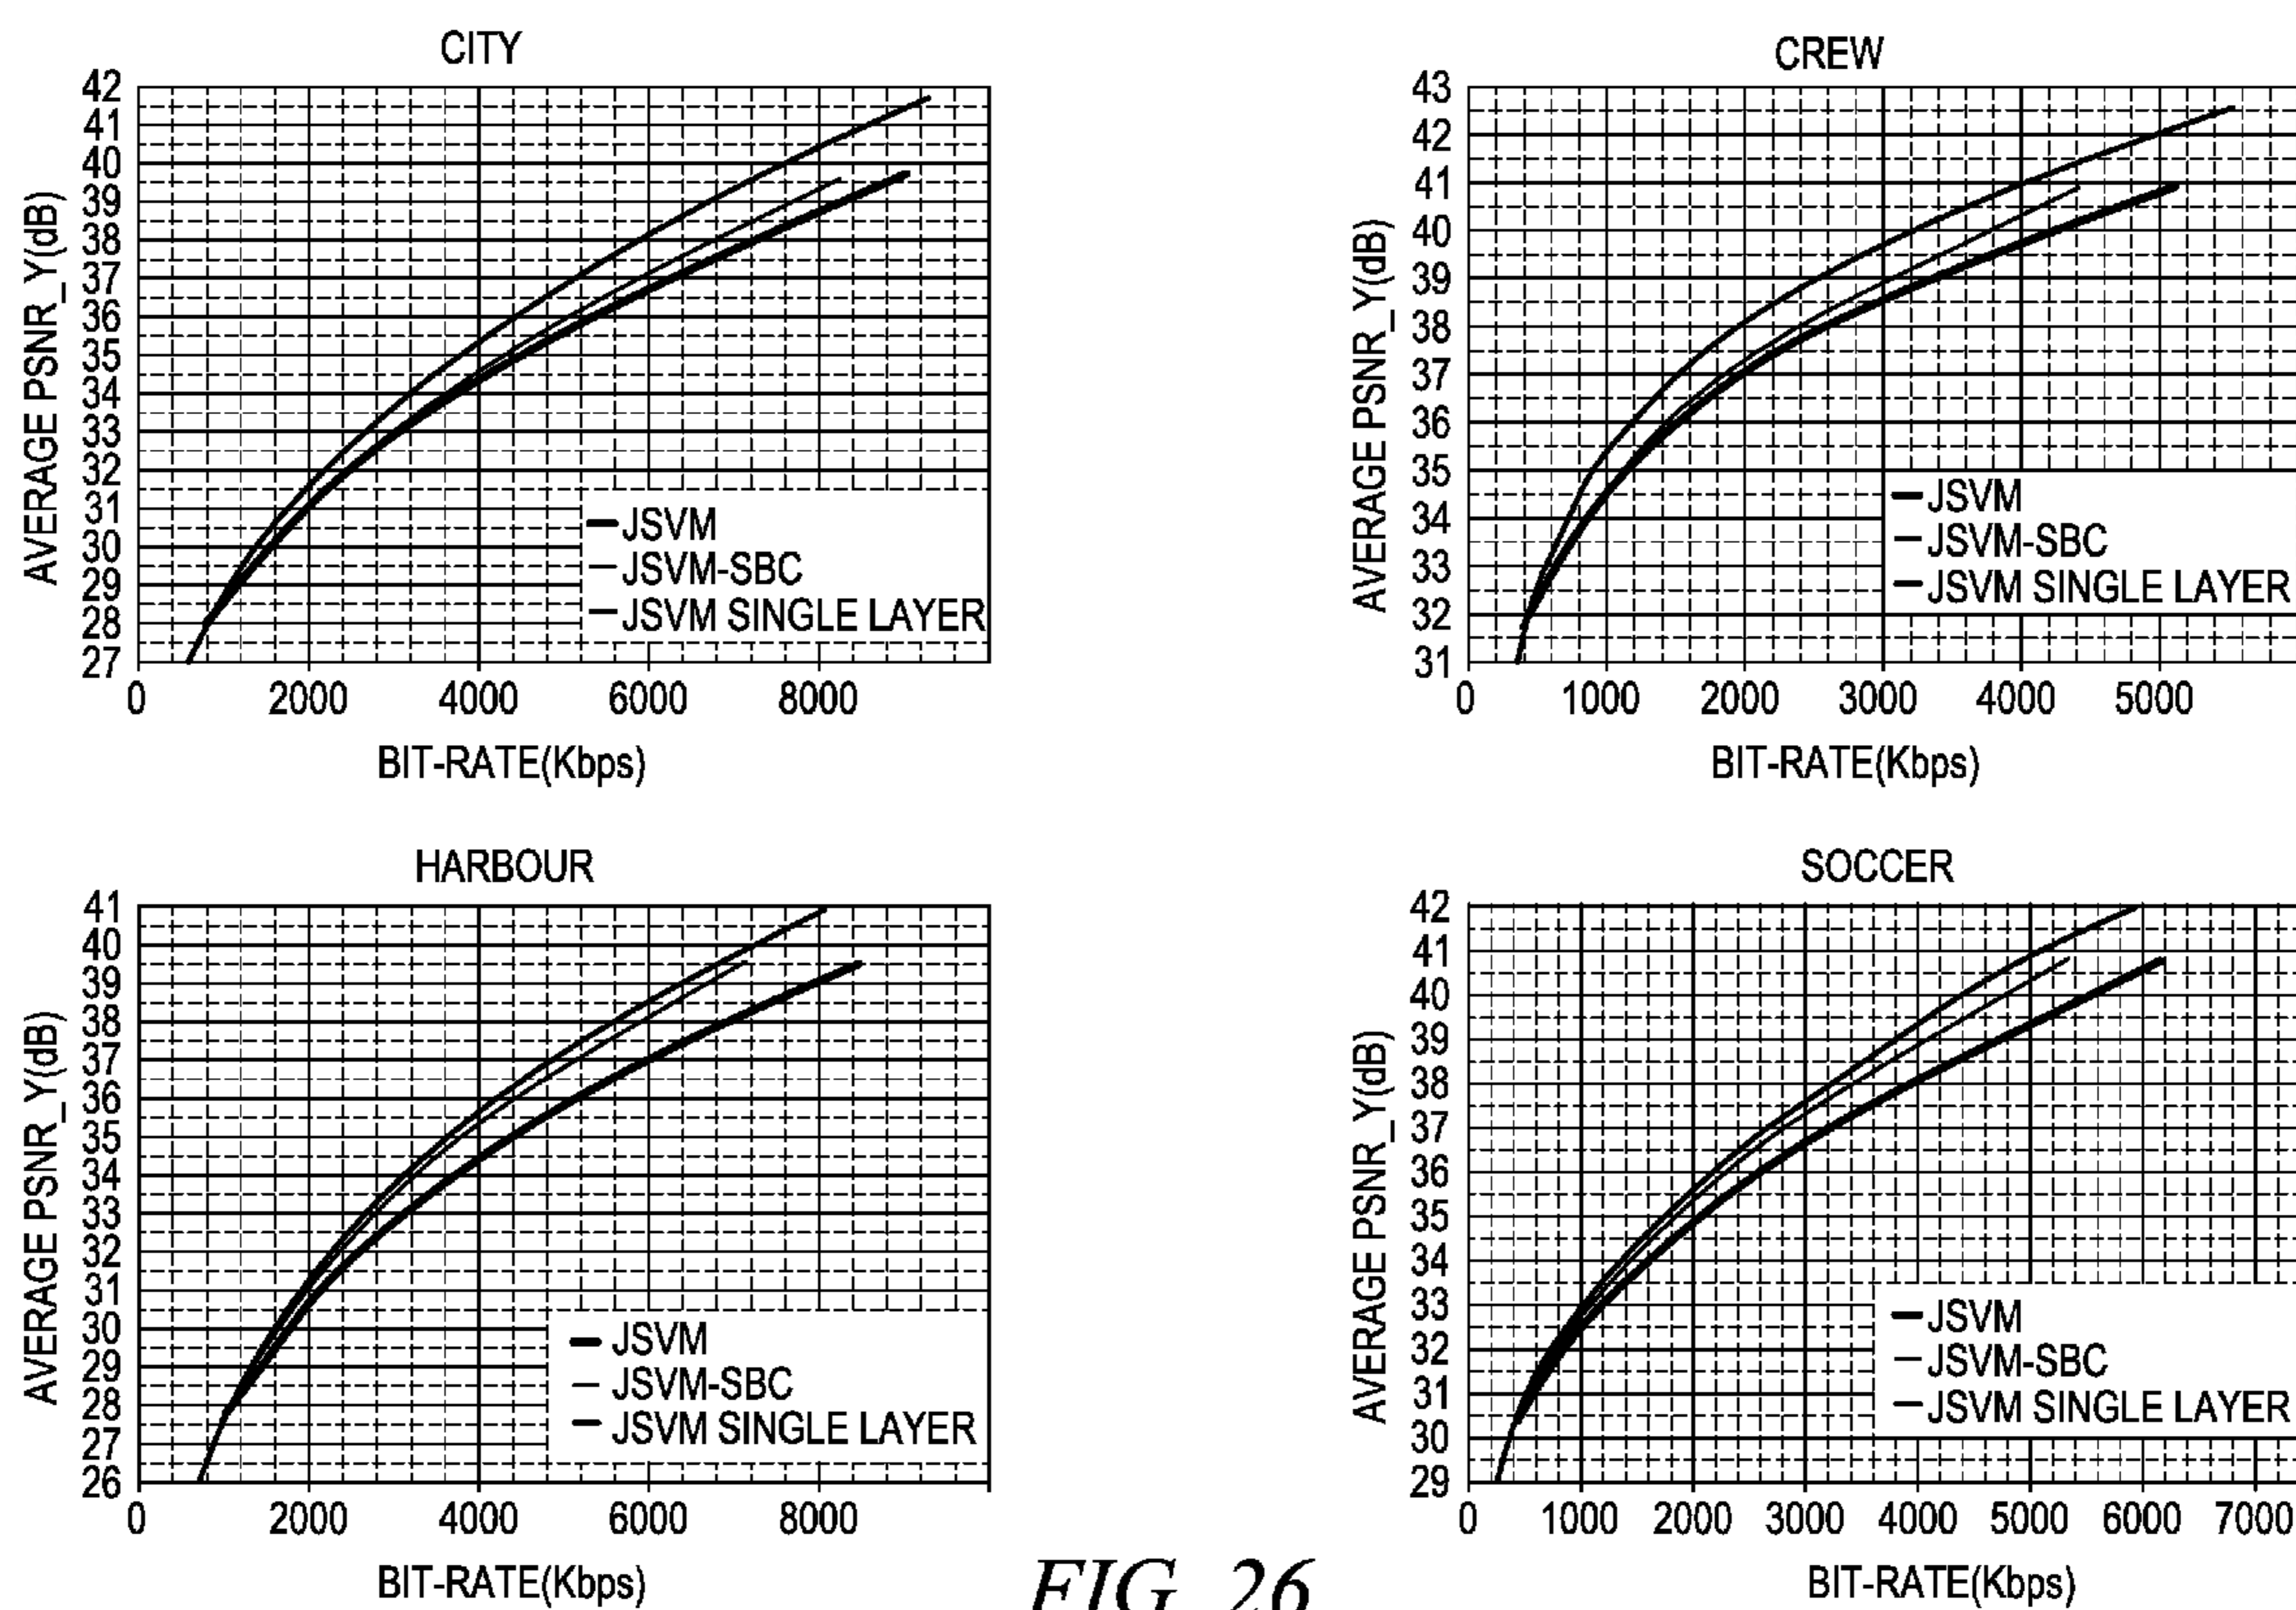 CITY
AVERAGE PSNR_Y(dB)
42
41
40
39
38
37
36
35
34
33
32
31
30
29
28
27
0 2000 4000 6000 8000
BIT-RATE(Kbps)
JSVM
JSVM-SBC
JSVM SINGLE LAYER
CREW
AVERAGE PSNR_Y(dB)
43
42
41
40
39
38
37
36
35
34
33
32
31
0 1000 2000 3000 4000 5000
BIT-RATE(Kbps)
JSVM
JSVM-SBC
JSVM SINGLE LAYER
HARBOUR
AVERAGE PSNR_Y(dB)
41
40
39
38
37
36
35
34
33
32
31
30
29
28
27
26
0 2000 4000 6000 8000
BIT-RATE(Kbps)
JSVM
JSVM-SBC
JSVM SINGLE LAYER
SOCCER
AVERAGE PSNR_Y(dB)
42
41
40
39
38
37
36
35
34
33
32
31
30
29
0 1000 2000 3000 4000 5000 6000 7000
BIT-RATE(Kbps)
JSVM
JSVM-SBC
JSVM SINGLE LAYER
FIG. 26